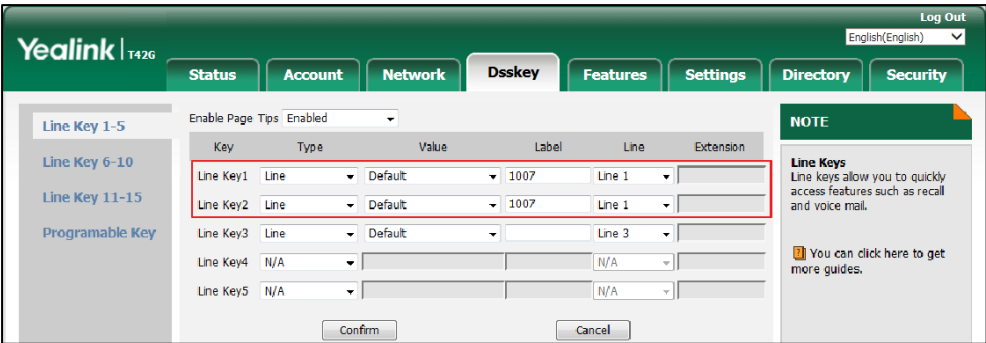 Log Out
Yealink | T42G
English(English)
Status Account Network Dsskey Features Settings Directory Security
Line Key 1-5
Line Key 6-10
Line Key 11-15
Programable Key
Enable Page Tips Enabled
Key Type Value Label Line Extension
Line Key1 Line Default 1007 Line 1
Line Key2 Line Default 1007 Line 1
Line Key3 Line Default Line 3
Line Key4 N/A N/A
Line Key5 N/A N/A
Confirm Cancel
NOTE
Line Keys
Line keys allow you to quickly
access features such as recall
and voice mail.
? You can click here to get
more guides.